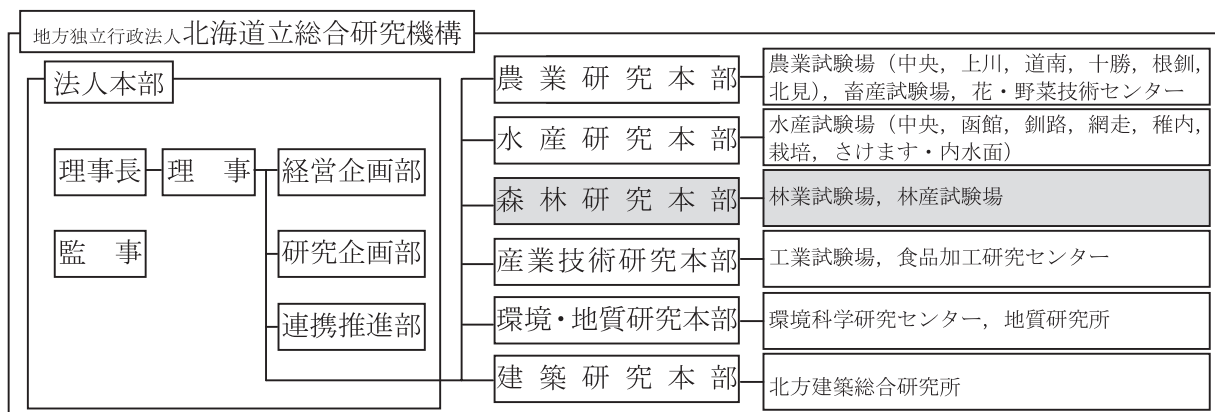 地方独立行政法人北海道立総合研究機構
法人本部
理事長
理 事
経営企画部
監 事
研究企画部
連携推進部
農業研究本部
農業試験場（中央，上川，道南，十勝，根釧，
北見），畜産試験場，花・野菜技術センター
水産研究本部
水産試験場（中央，函館，釧路，網走，稚内，
栽培，さけます・内水面）
森林研究本部
林業試験場，林産試験場
産業技術研究本部
工業試験場，食品加工研究センター
環境・地質研究本部
環境科学研究センター，地質研究所
建築研究本部
北方建築総合研究所